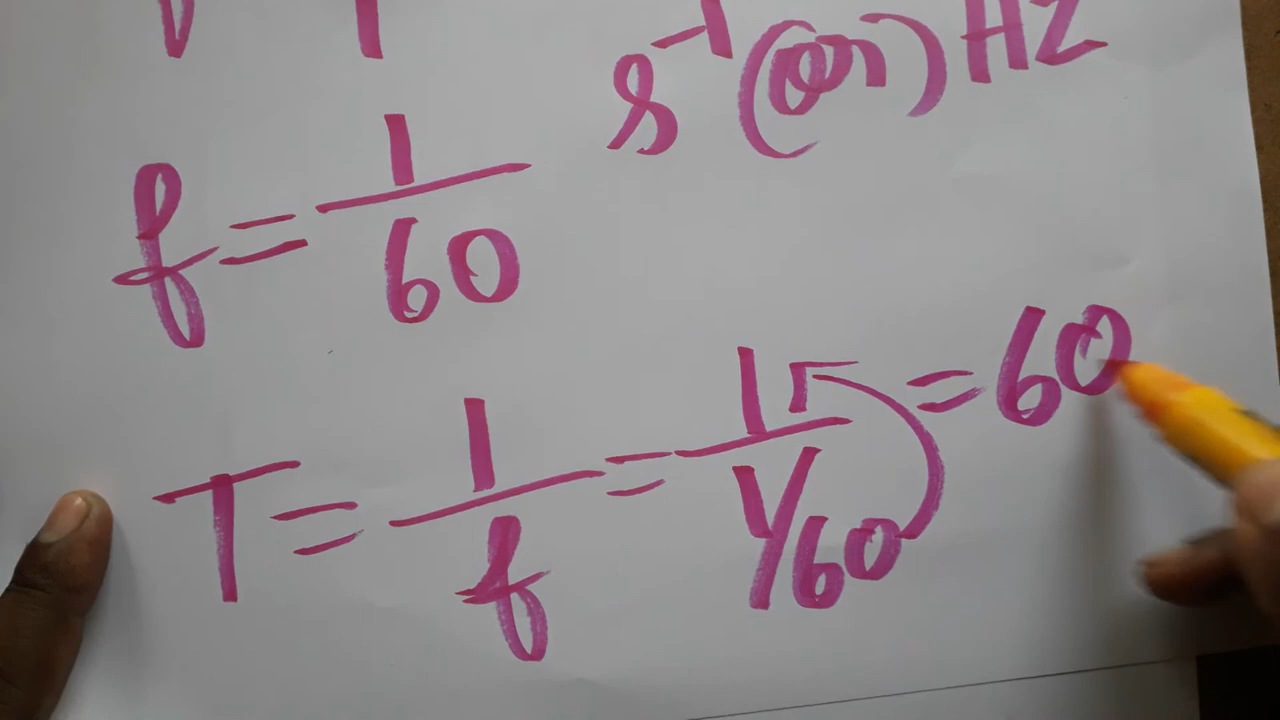 s⁻¹ (or) HZ
f = 1/60
T = 1/f = 1/(1/60) = 60